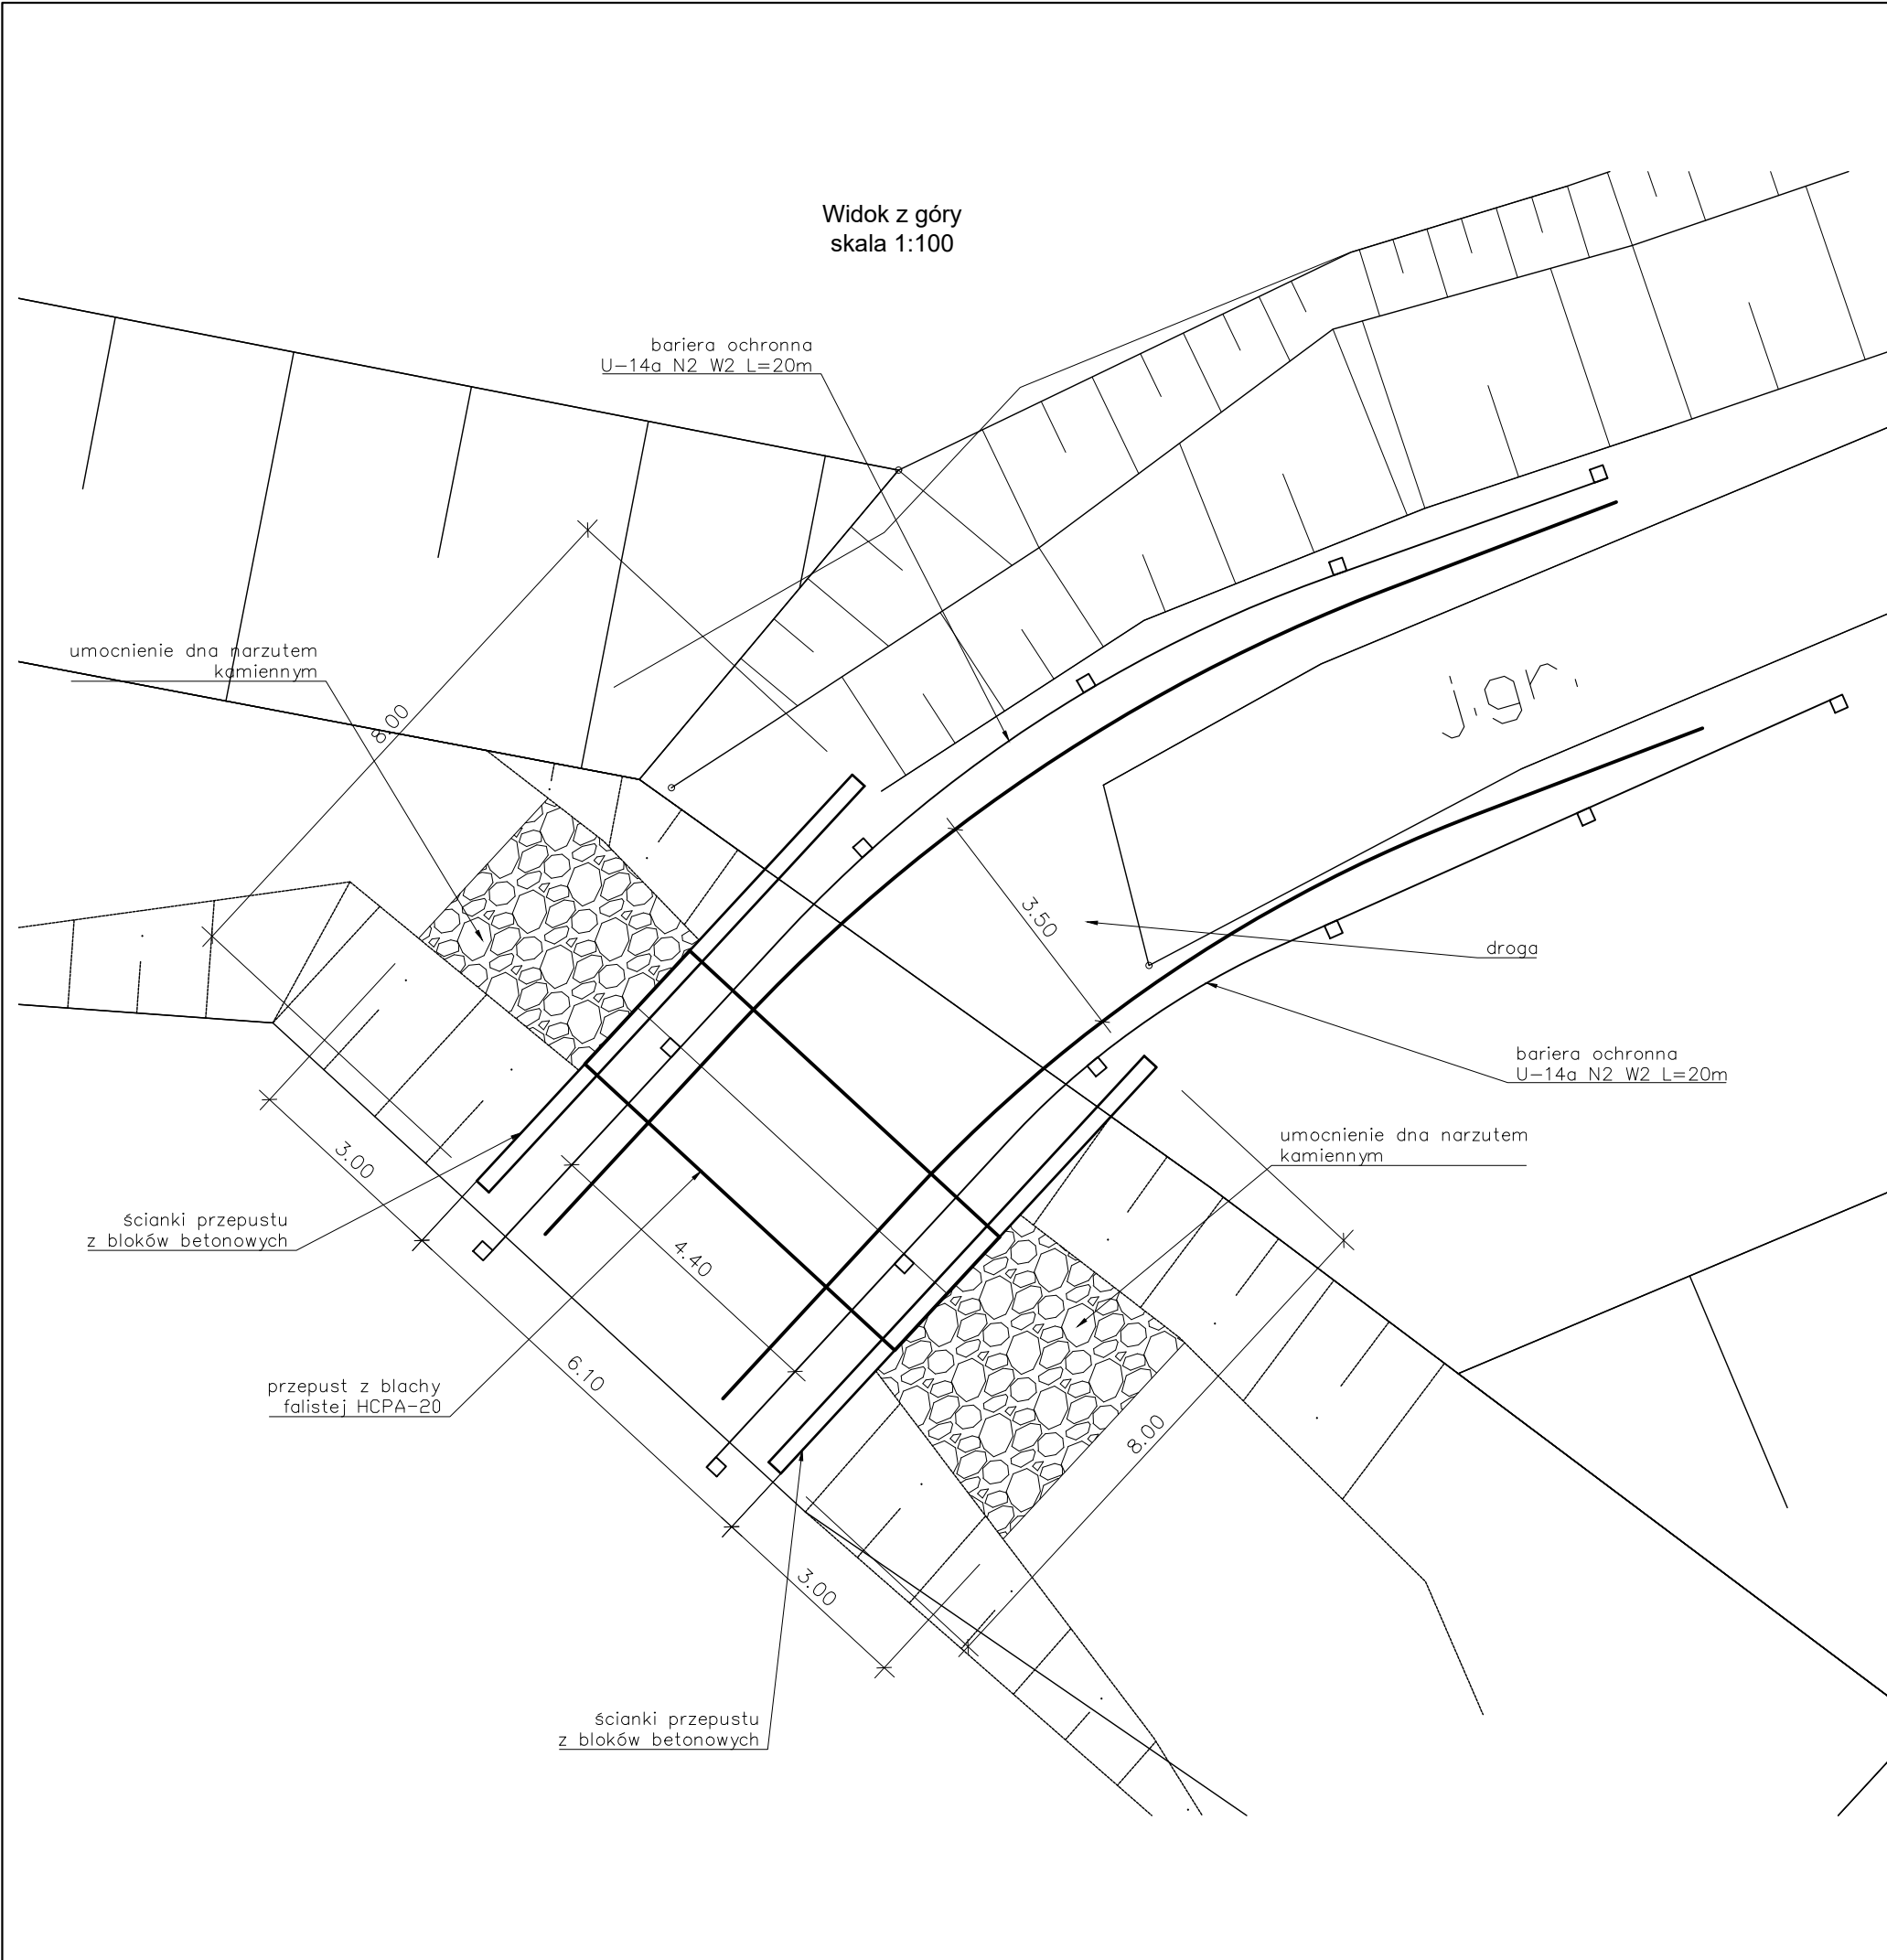 Widok z góry
skala 1:100
bariera ochronna
U-14a N2 W2 L=20m
umocnienie dna narzutem
kamiennym
8.00
j.gr.
3.50
droga
bariera ochronna
U-14a N2 W2 L=20m
umocnienie dna narzutem
kamiennym
3.00
ścianki przepustu
z bloków betonowych
4.40
6.10
przepust z blachy
falistej HCPA-20
8.00
3.00
ścianki przepustu
z bloków betonowych